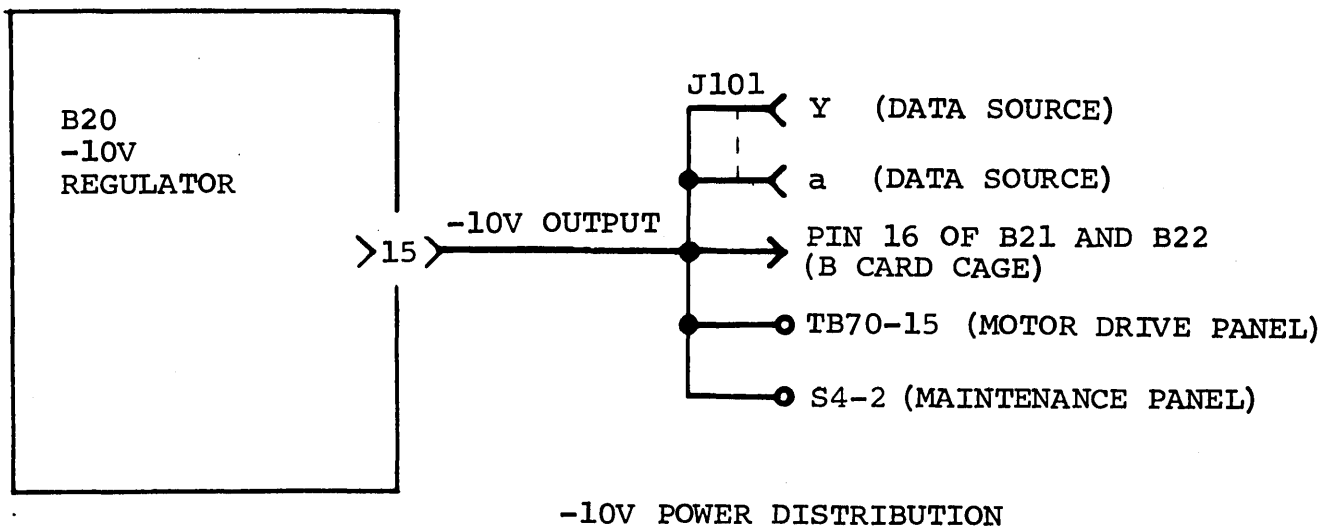 B20
-10V
REGULATOR
15
-10V OUTPUT
J101
Y (DATA SOURCE)
a (DATA SOURCE)
PIN 16 OF B21 AND B22
(B CARD CAGE)
TB70-15 (MOTOR DRIVE PANEL)
S4-2 (MAINTENANCE PANEL)
-10V POWER DISTRIBUTION